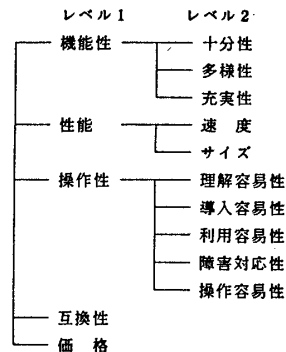 レベル1 レベル2
機能性 十分性
多様性
充実性
性能 速度
サイズ
操作性 理解容易性
導入容易性
利用容易性
障害対応性
操作容易性
互換性
価格